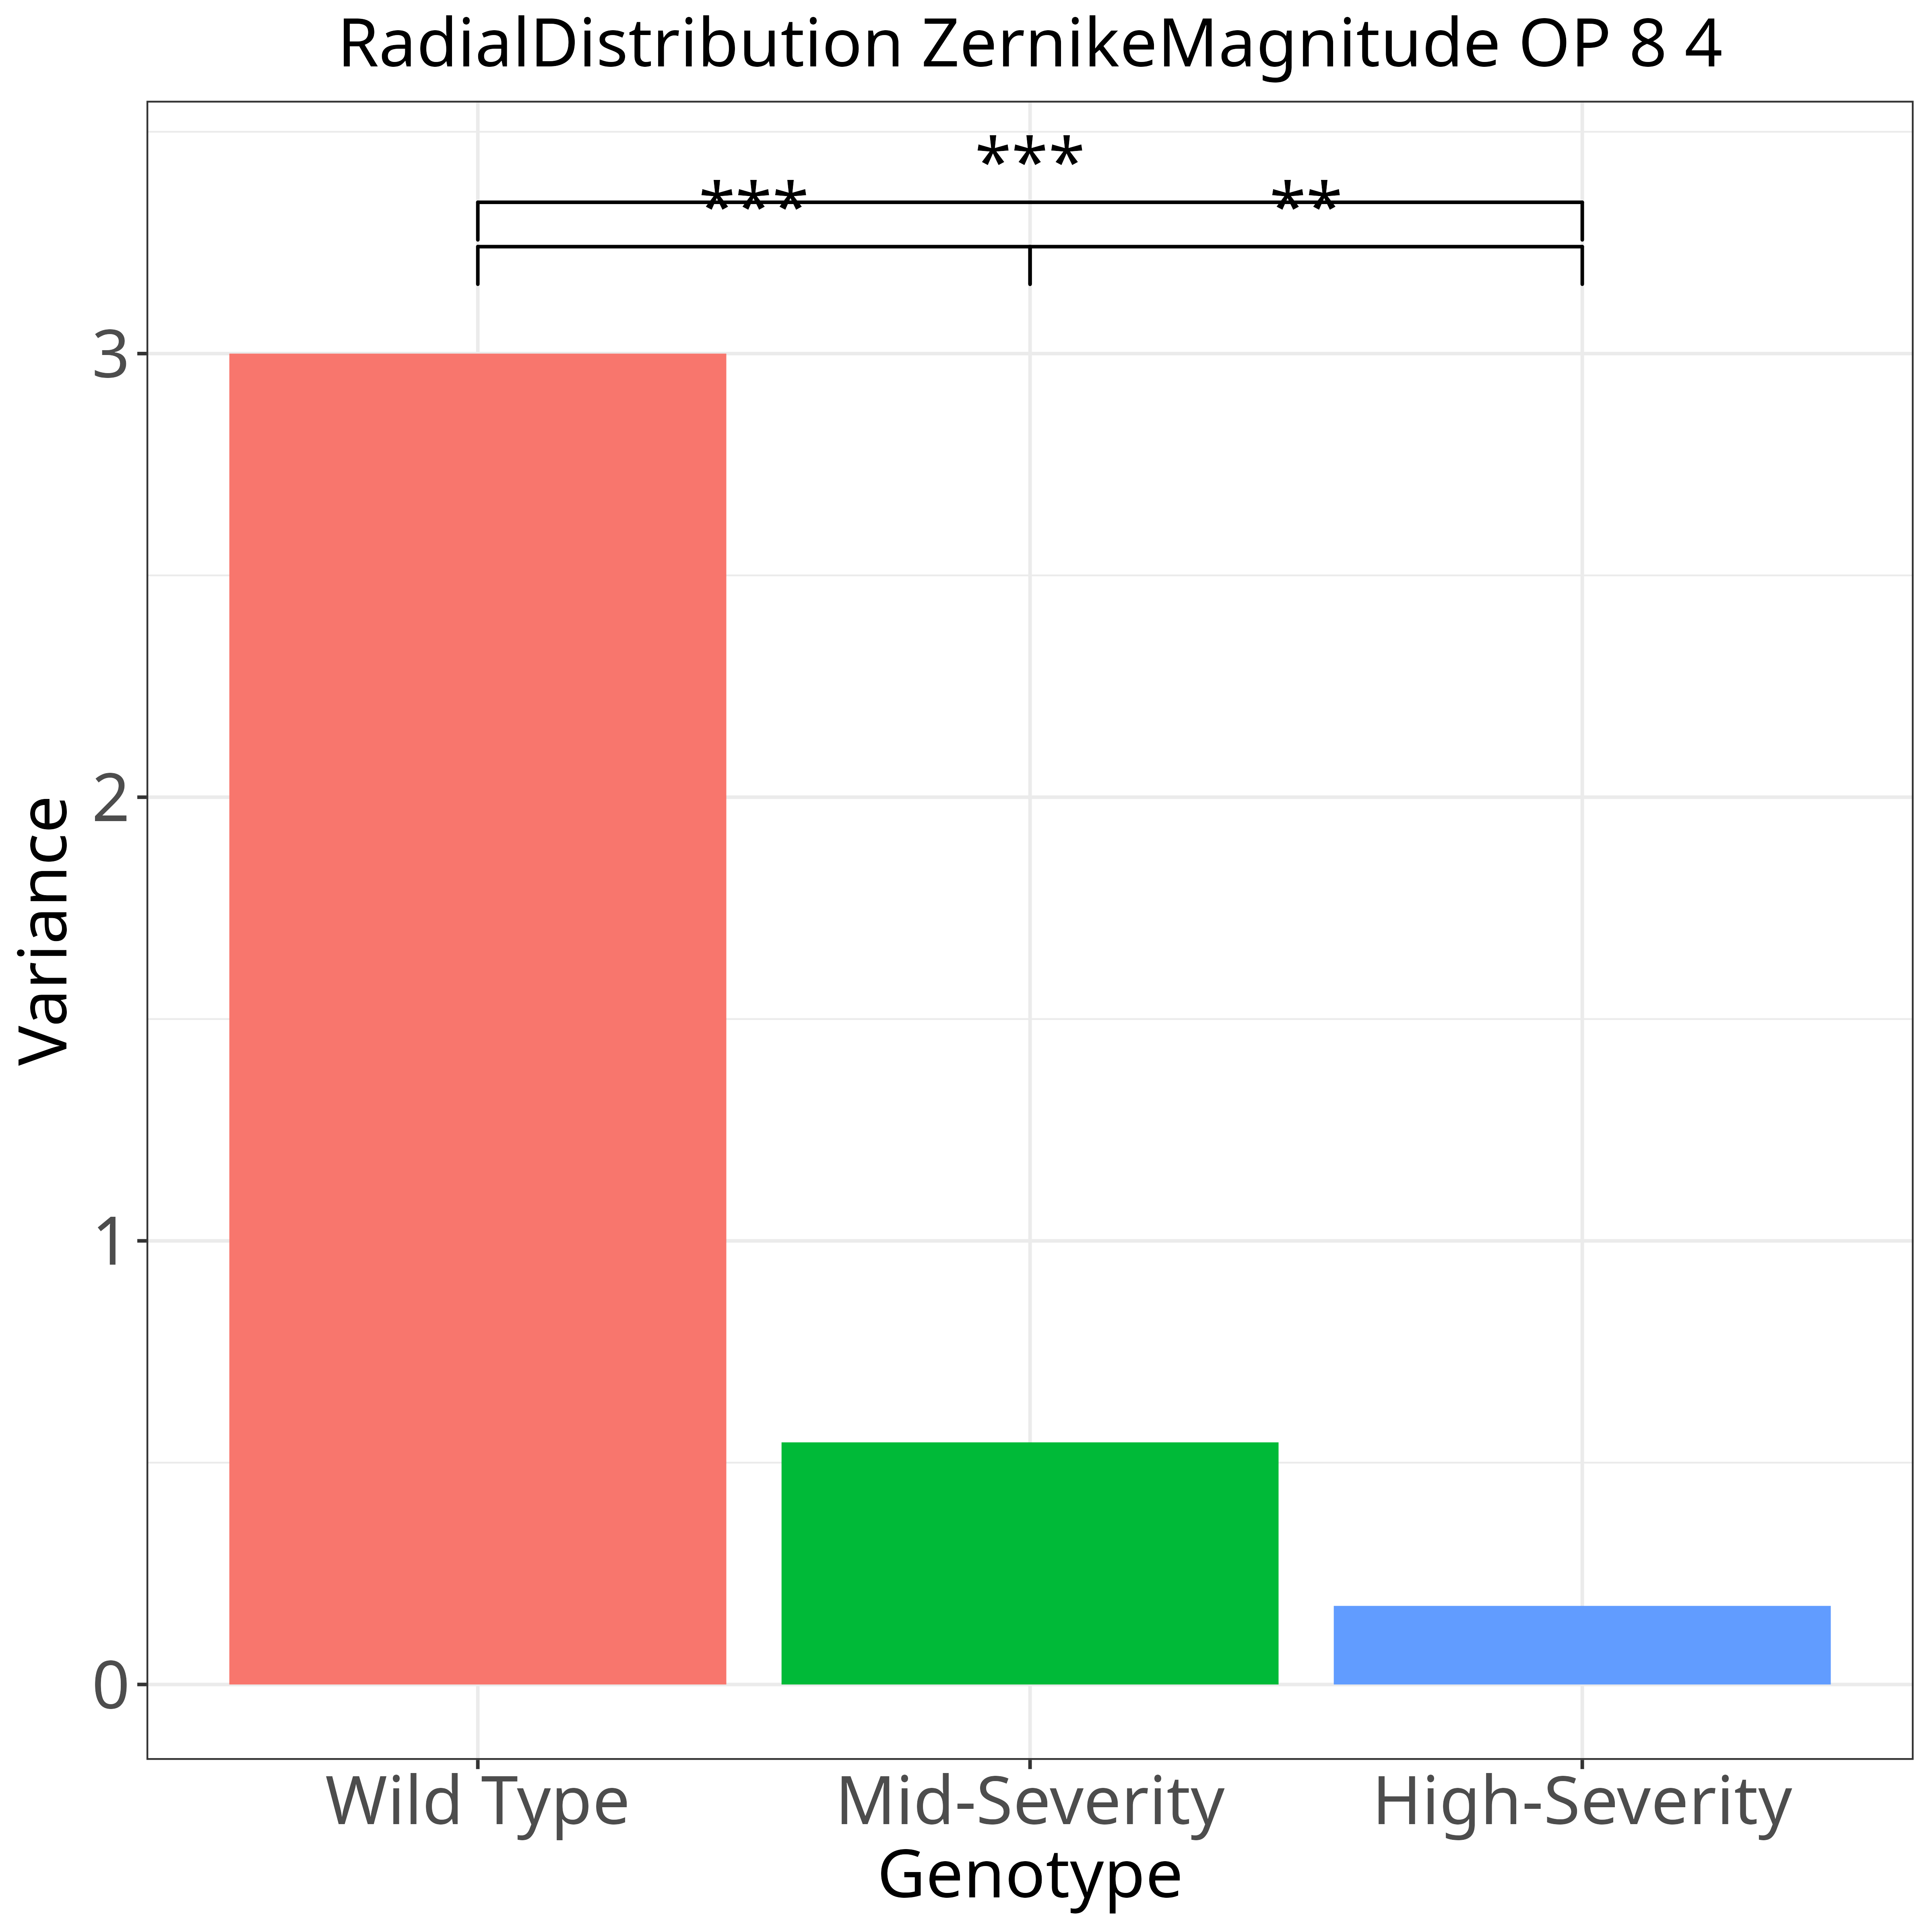 RadialDistribution ZernikeMagnitude OP 8 4
***
*** **
3
2
1
0
Variance
Wild Type Mid-Severity High-Severity
Genotype